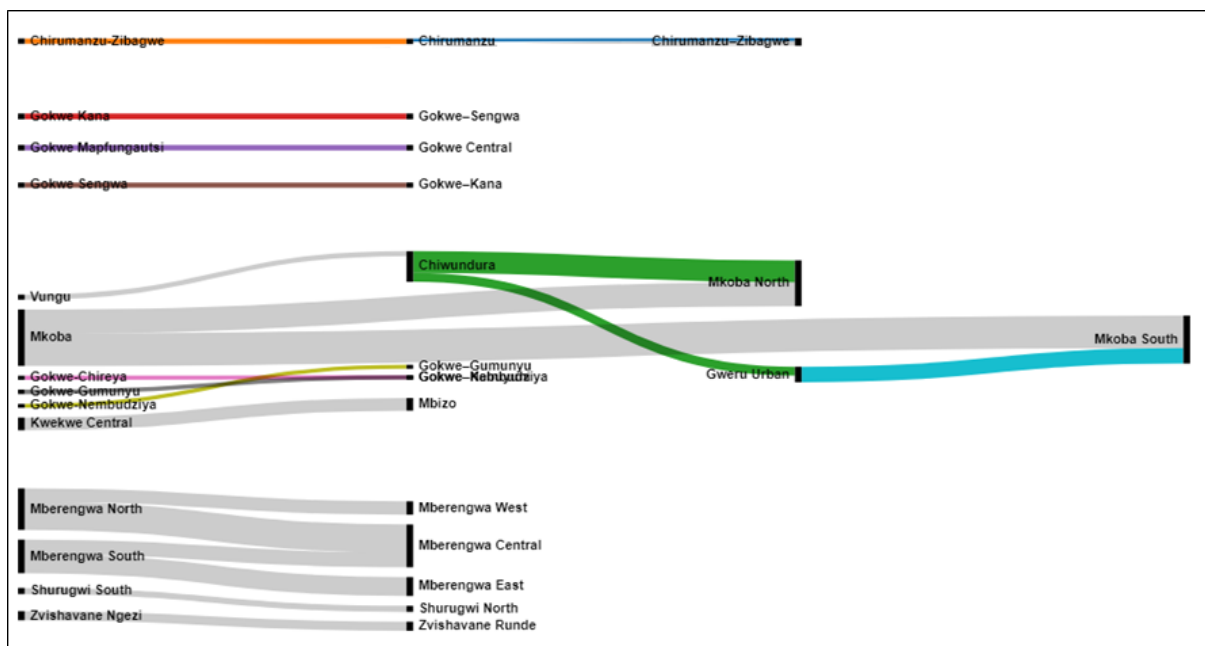 Chirumanzu-Zibagwe
Chirumanzu
Chirumanzu–Zibagwe
Gokwe Kana
Gokwe–Sengwa
Gokwe Mapfungautsi
Gokwe Central
Gokwe Sengwa
Gokwe–Kana
Chiwundura
Mkoba North
Vungu
Mkoba
Mkoba South
Gokwe–Gumunyu
Gokwe-Chireya
Gweru Urban
Gokwe-Gumunyu
Gokwe-Nembudziya
Mbizo
Kwekwe Central
Mberengwa North
Mberengwa West
Mberengwa Central
Mberengwa South
Mberengwa East
Shurugwi South
Shurugwi North
Zvishavane Ngezi
Zvishavane Runde